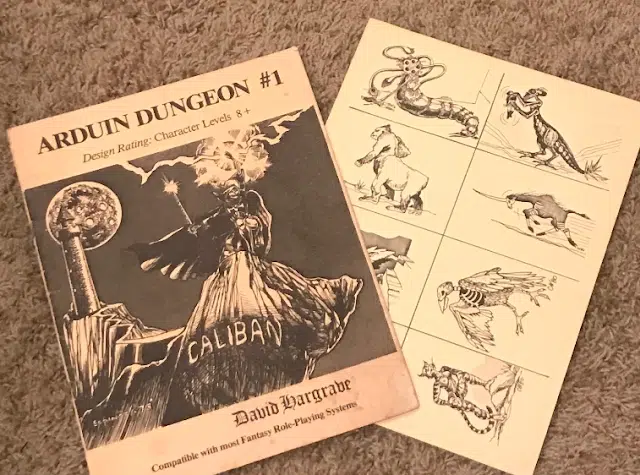 ARDUIN DUNGEON #1
Design Rating: Character Levels 8 +
CALIBAN
David Hargrave
Compatible with most Fantasy Role-Playing Systems